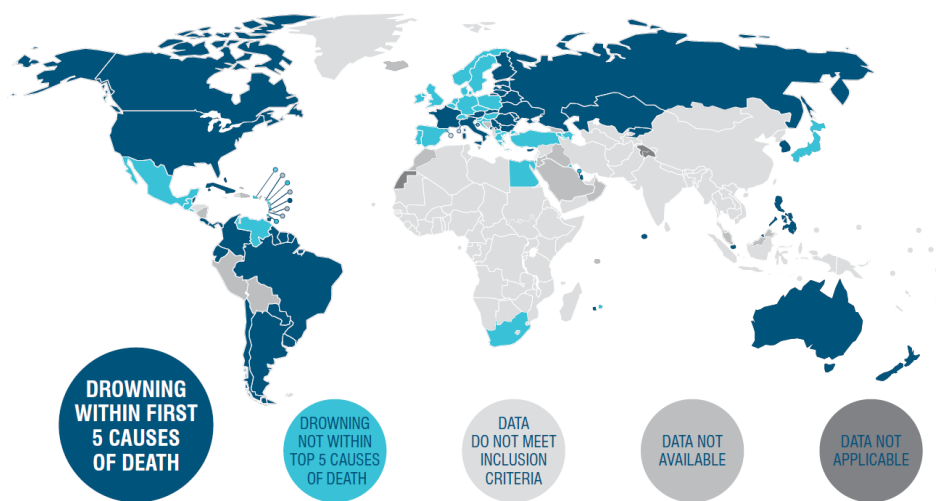 DROWNING
WITHIN FIRST
5 CAUSES
OF DEATH
DROWNING
NOT WITHIN
TOP 5 CAUSES
OF DEATH
DATA
DO NOT MEET
INCLUSION
CRITERIA
DATA NOT
AVAILABLE
DATA NOT
APPLICABLE